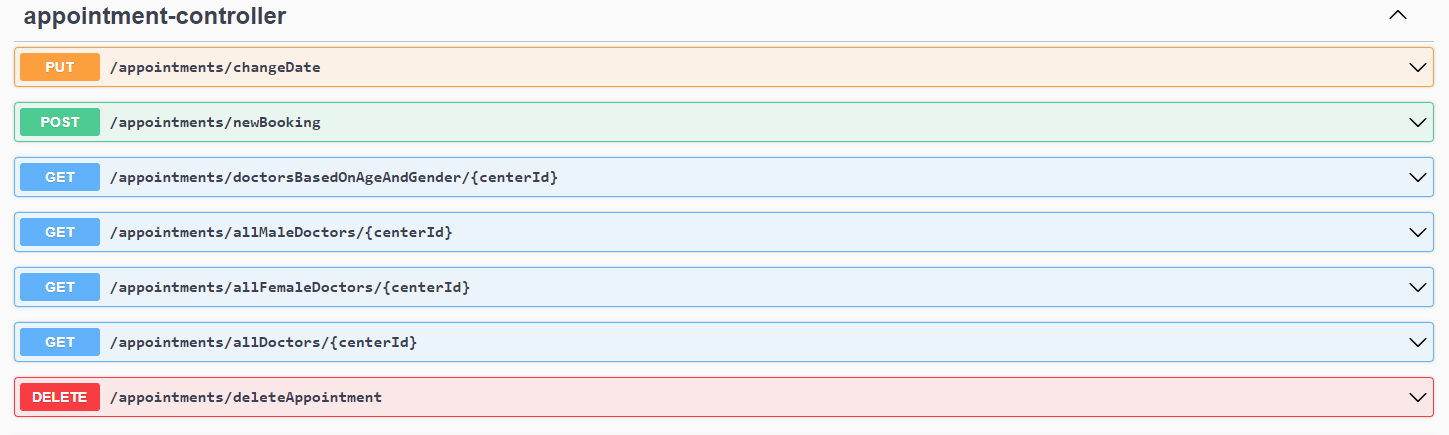 appointment-controller
PUT /appointments/changeDate
POST /appointments/newBooking
GET /appointments/doctorsBasedOnAgeAndGender/{centerId}
GET /appointments/allMaleDoctors/{centerId}
GET /appointments/allFemaleDoctors/{centerId}
GET /appointments/allDoctors/{centerId}
DELETE /appointments/deleteAppointment